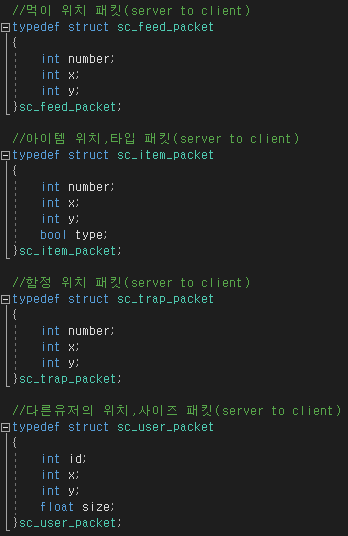 //먹이 위치 패킷(server to client)
typedef struct sc_feed_packet
{
    int number;
    int x;
    int y;
}sc_feed_packet;

//아이템 위치,타입 패킷(server to client)
typedef struct sc_item_packet
{
    int number;
    int x;
    int y;
    bool type;
}sc_item_packet;

//함정 위치 패킷(server to client)
typedef struct sc_trap_packet
{
    int number;
    int x;
    int y;
}sc_trap_packet;

//다른유저의 위치,사이즈 패킷(server to client)
typedef struct sc_user_packet
{
    int id;
    int x;
    int y;
    float size;
}sc_user_packet;